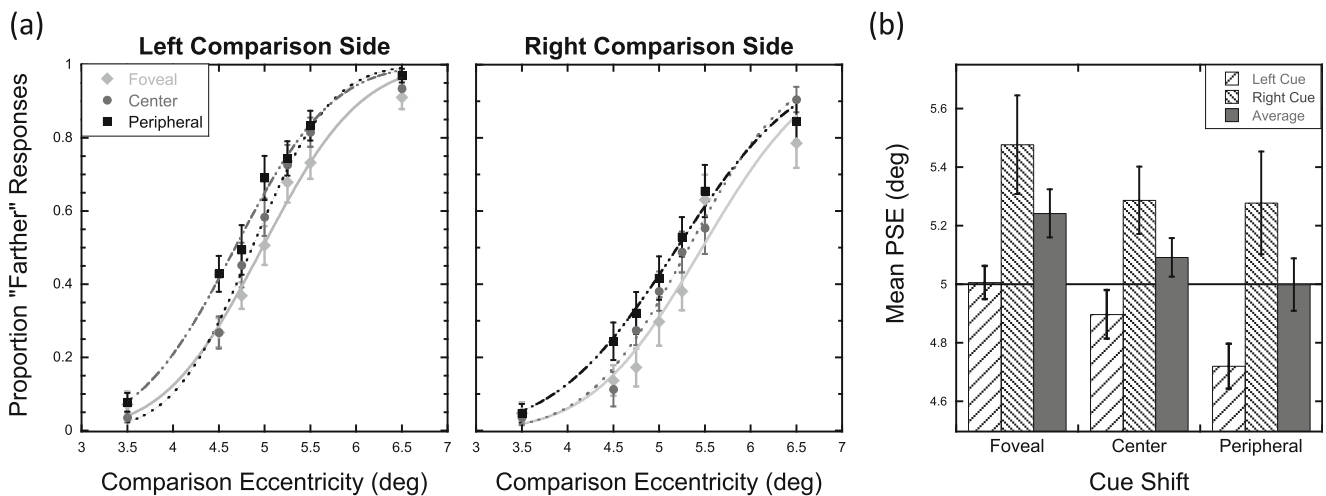 (a)
Left Comparison Side
Right Comparison Side
(b)
Proportion "Farther" Responses
1
0.8
0.6
0.4
0.2
0
Foveal
Center
Peripheral
3 3.5 4 4.5 5 5.5 6 6.5 7
3 3.5 4 4.5 5 5.5 6 6.5 7
Comparison Eccentricity (deg)
Comparison Eccentricity (deg)
Mean PSE (deg)
5.6
5.4
5.2
5
4.8
4.6
Left Cue
Right Cue
Average
Foveal Center Peripheral
Cue Shift